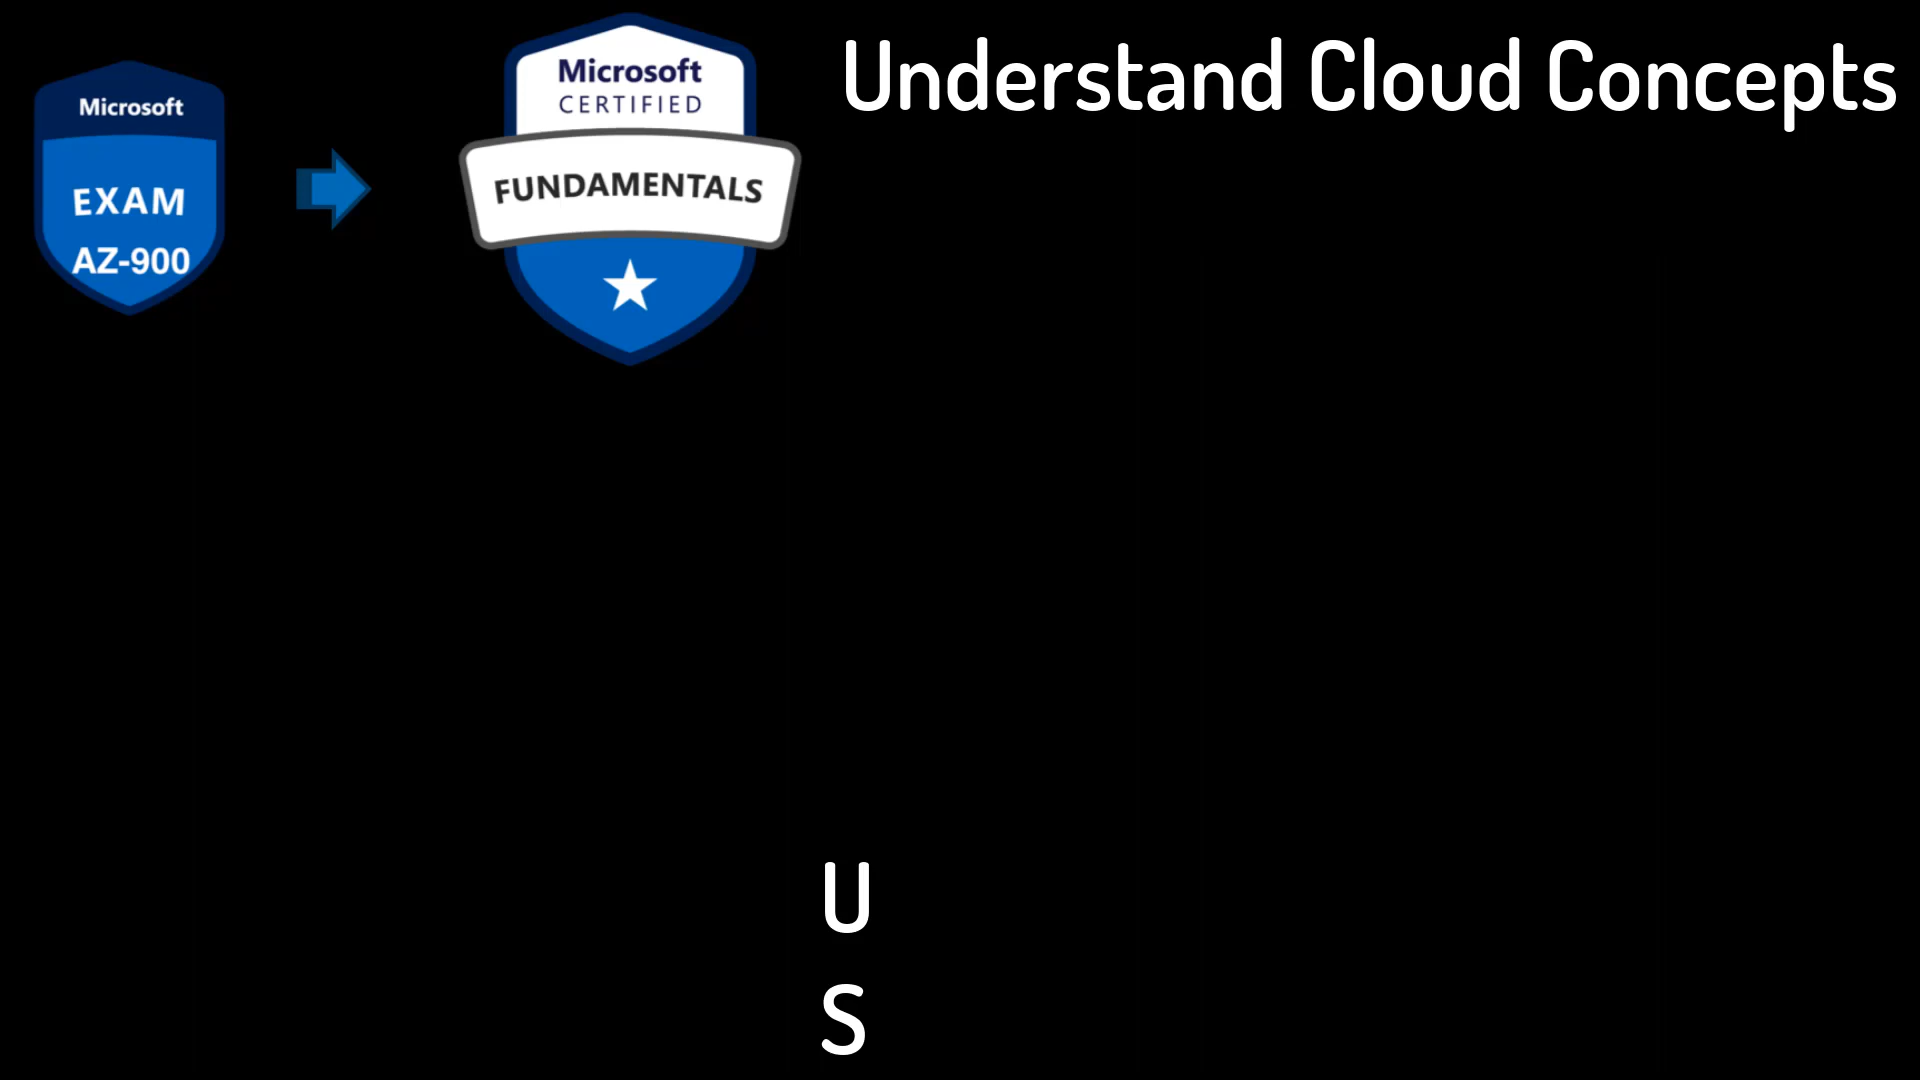 Microsoft
EXAM
AZ-900
Microsoft
CERTIFIED
FUNDAMENTALS
Understand Cloud Concepts
U
S